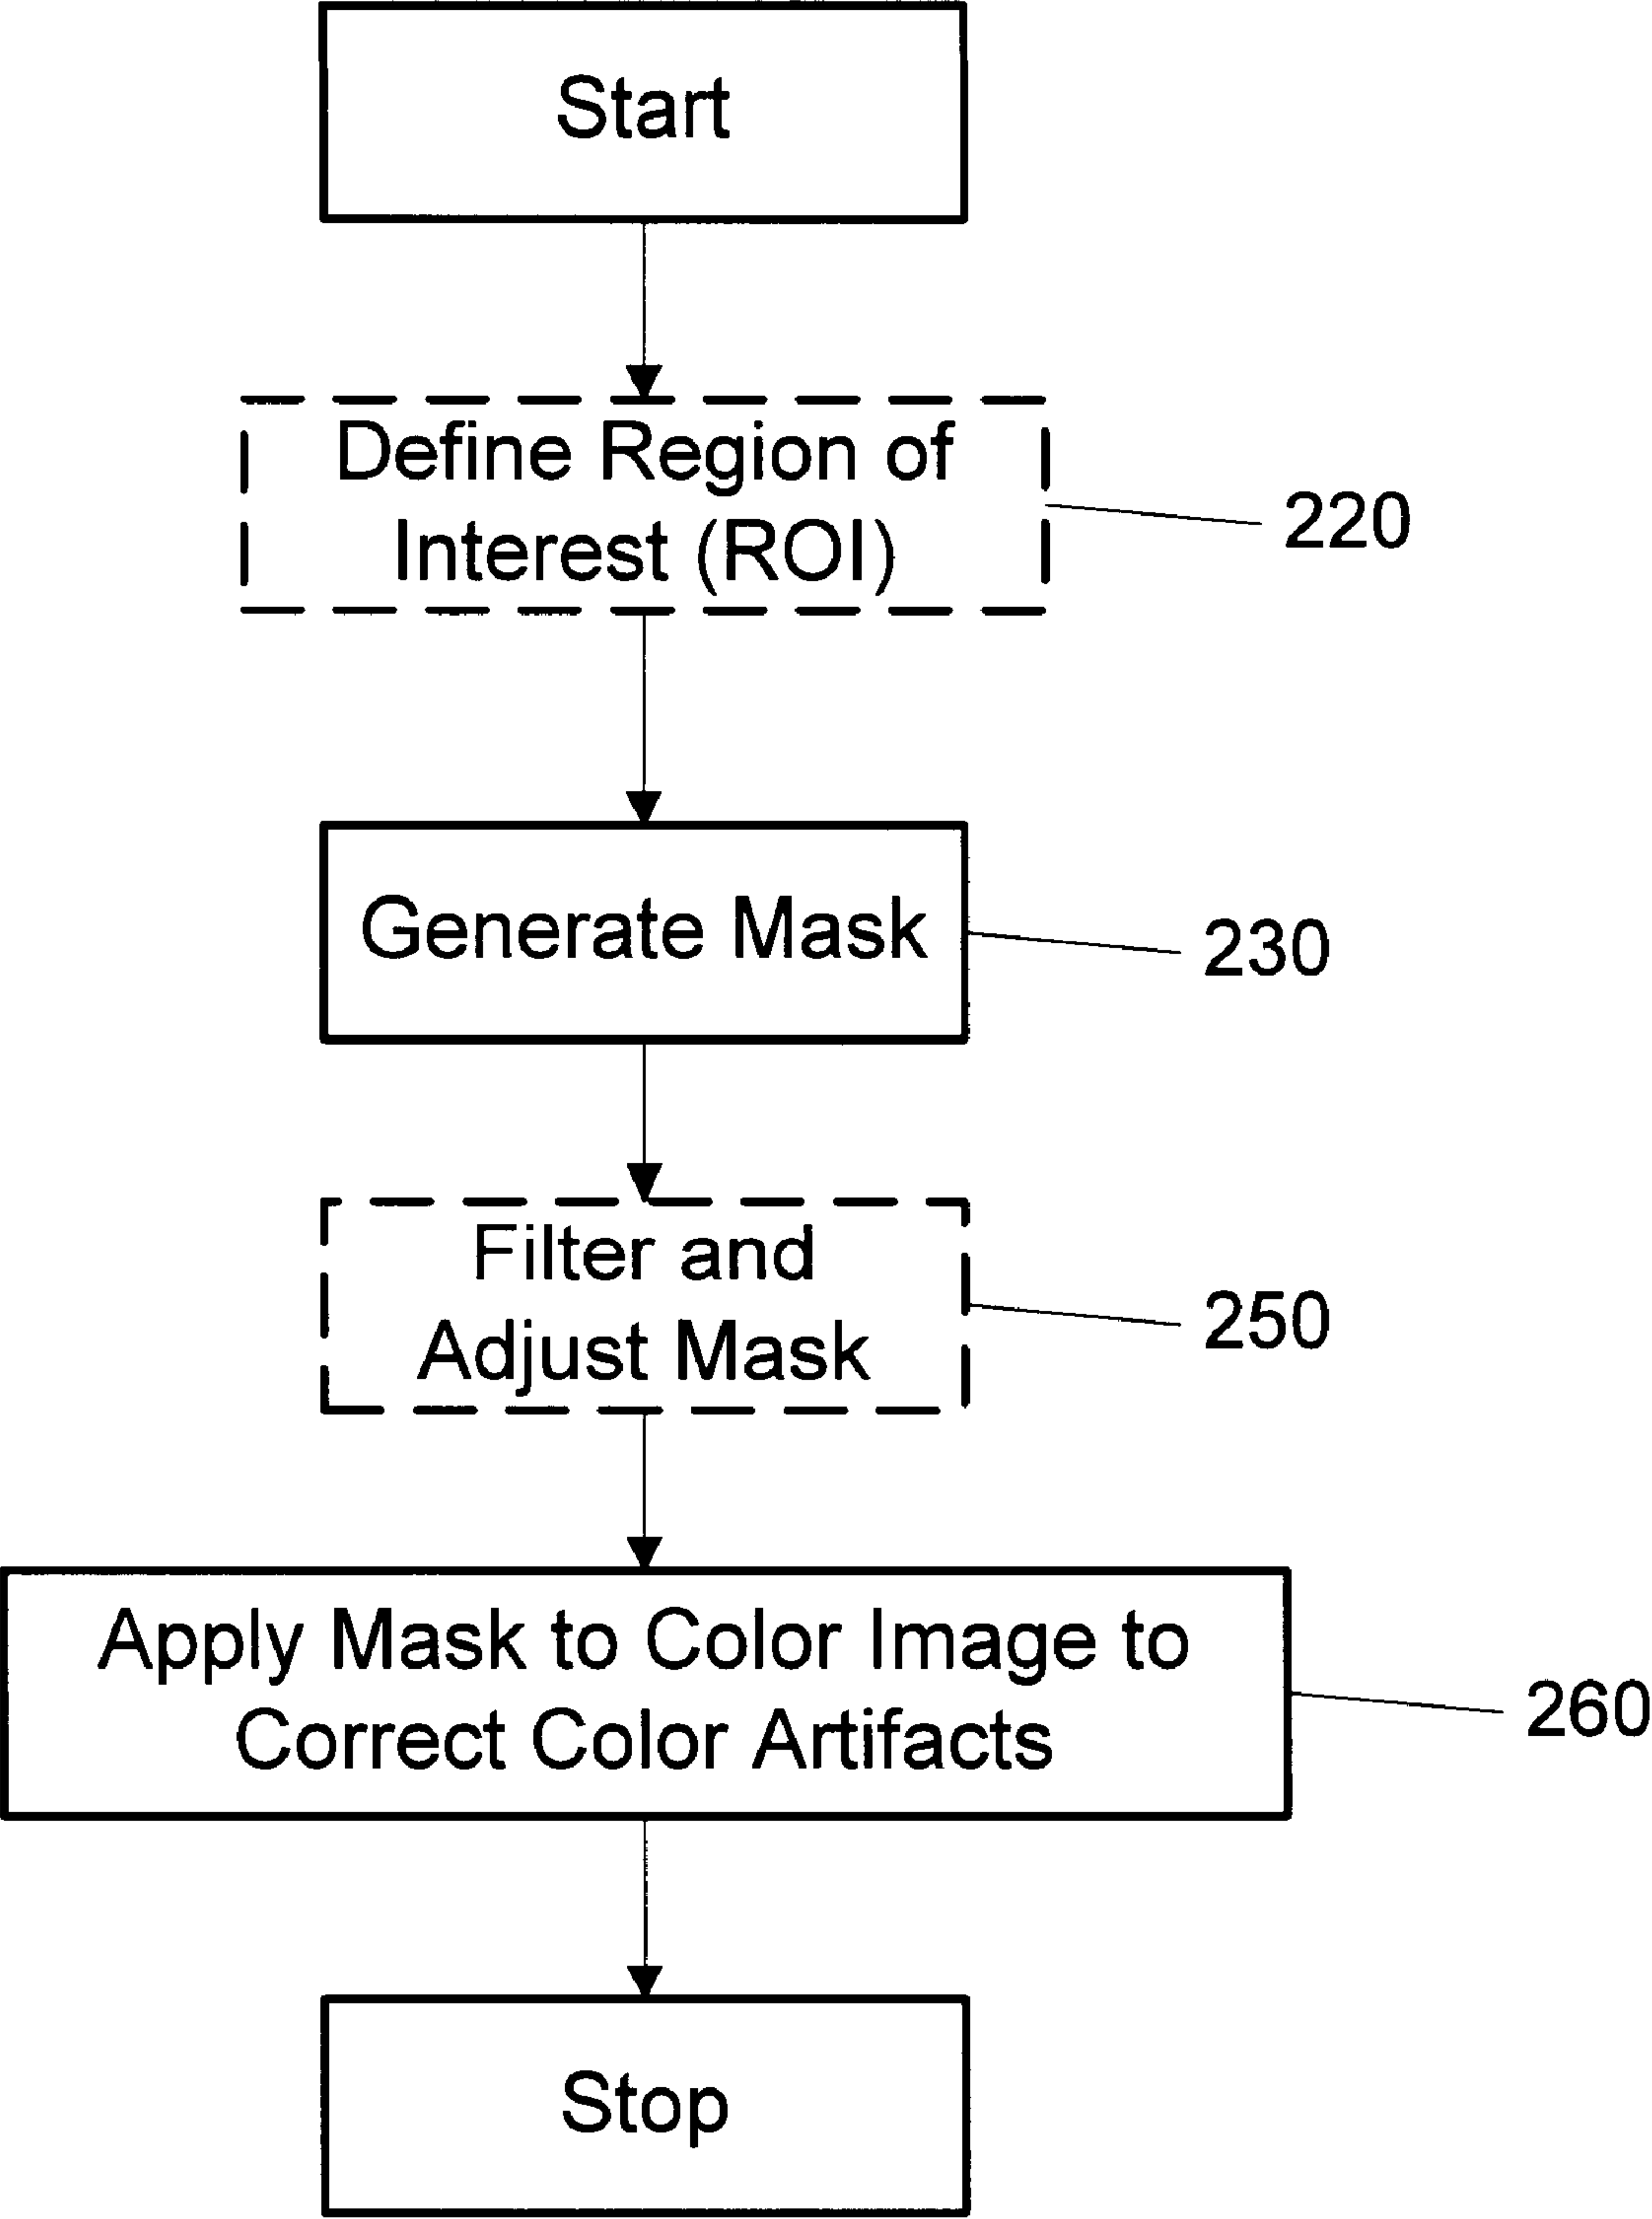 Start
Define Region of
Interest (ROI)
220
Generate Mask
230
Filter and
Adjust Mask
250
Apply Mask to Color Image to
Correct Color Artifacts
260
Stop